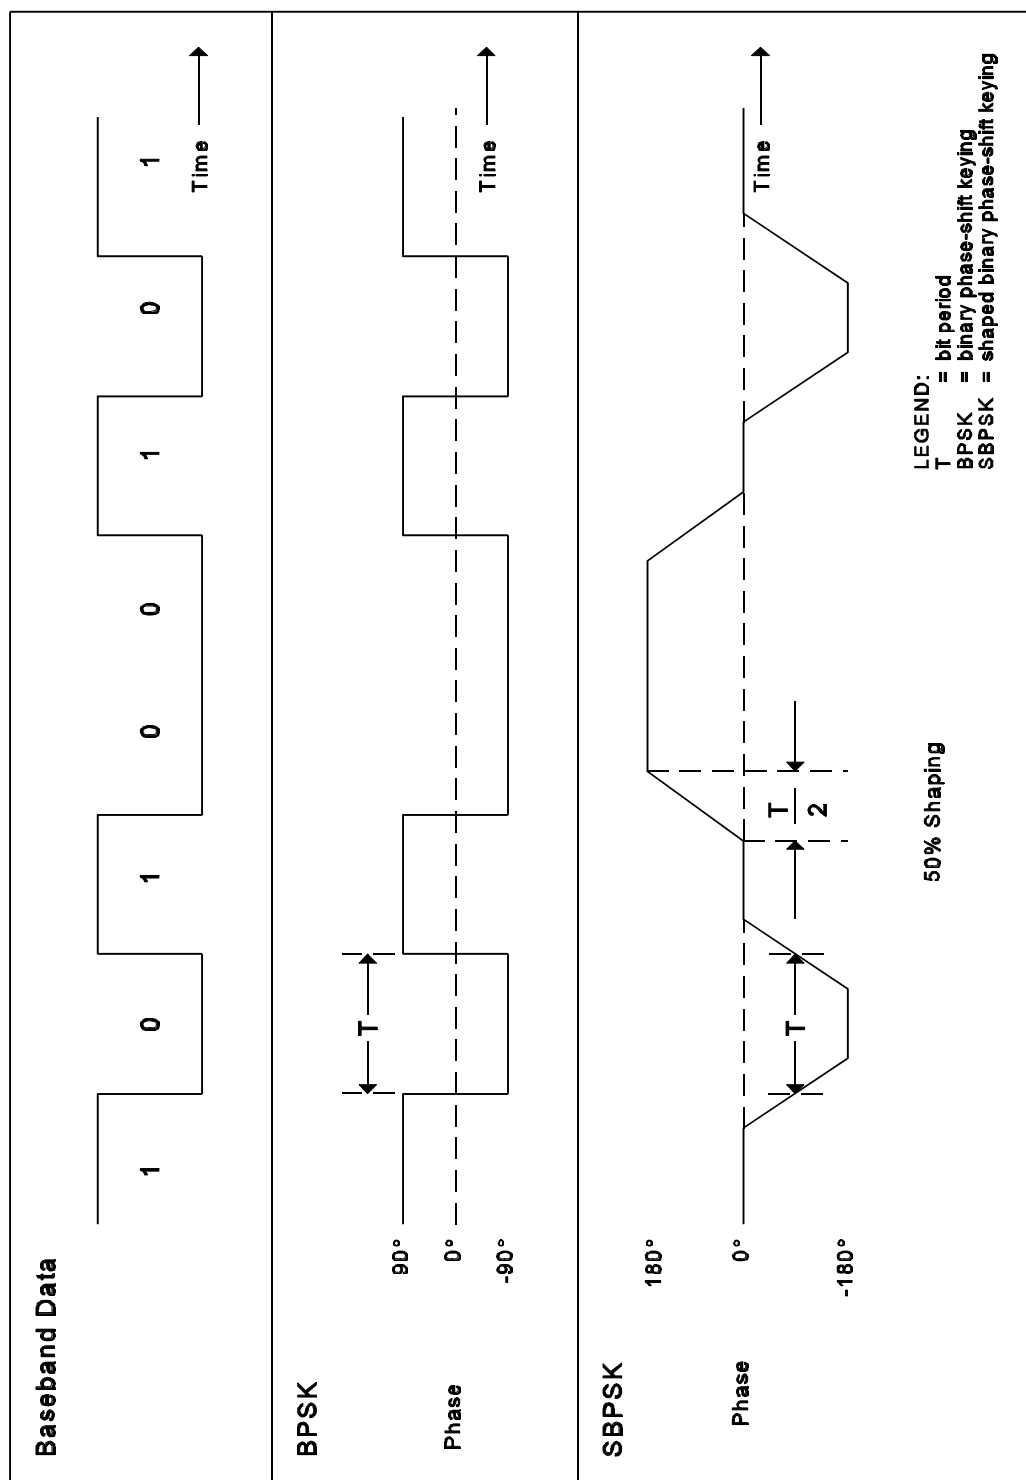 Baseband Data
1 0 1 0 0 1 0 1
Time
BPSK
T
90°
0°
-90°
Phase
Time
SBPSK
180°
0°
-180°
Phase
T
T
2
Time
50% Shaping
LEGEND:
T = bit period
BPSK = binary phase-shift keying
SBPSK = shaped binary phase-shift keying